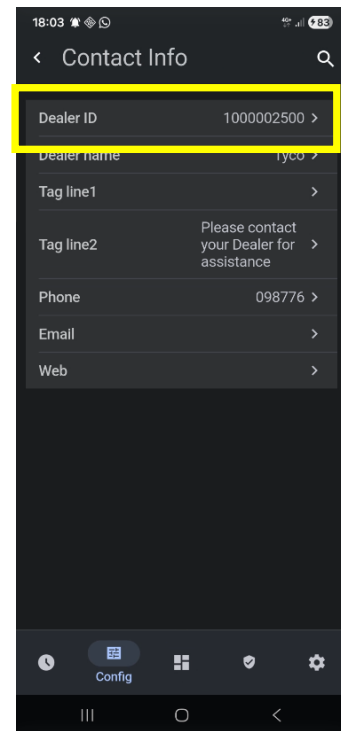 18:03
4G+
83
Contact Info
Dealer ID 1000002500
Dealer name Tyco
Tag line1
Tag line2 Please contact
your Dealer for
assistance
Phone 098776
Email
Web
Config